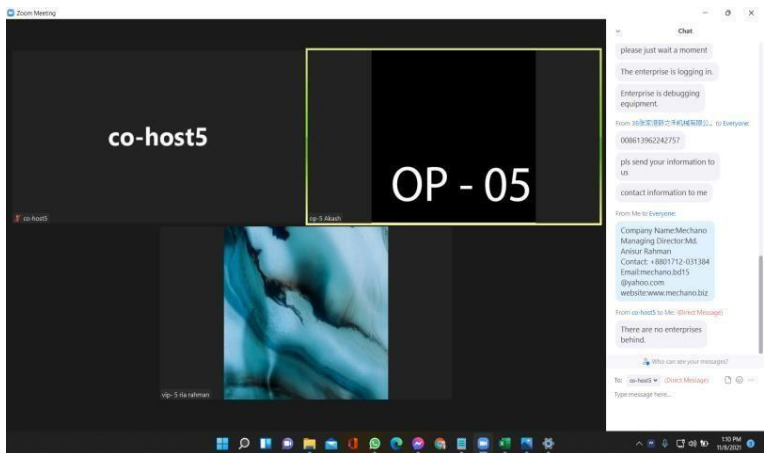 Zoom Meeting
co-host5
co-host5
OP - 05
op-5 Akash
vip- 5 ria rahman
Chat
please just wait a moment
The enterprise is logging in.
Enterprise is debugging
equipment.
to Everyone:
008613962242757
pls send your information to
us
contact information to me
From Me to Everyone:
Company Name:Mechano
Managing Director:Md.
Anisur Rahman
Contact: +8801712-031384
Email:mechano.bd15
@yahoo.com
website:www.mechano.biz
From co-host5 to Me: (Direct Message)
There are no enterprises
behind.
Who can see your messages?
To: co-host5 (Direct Message)
Type message here...
1:10 PM
11/8/2021